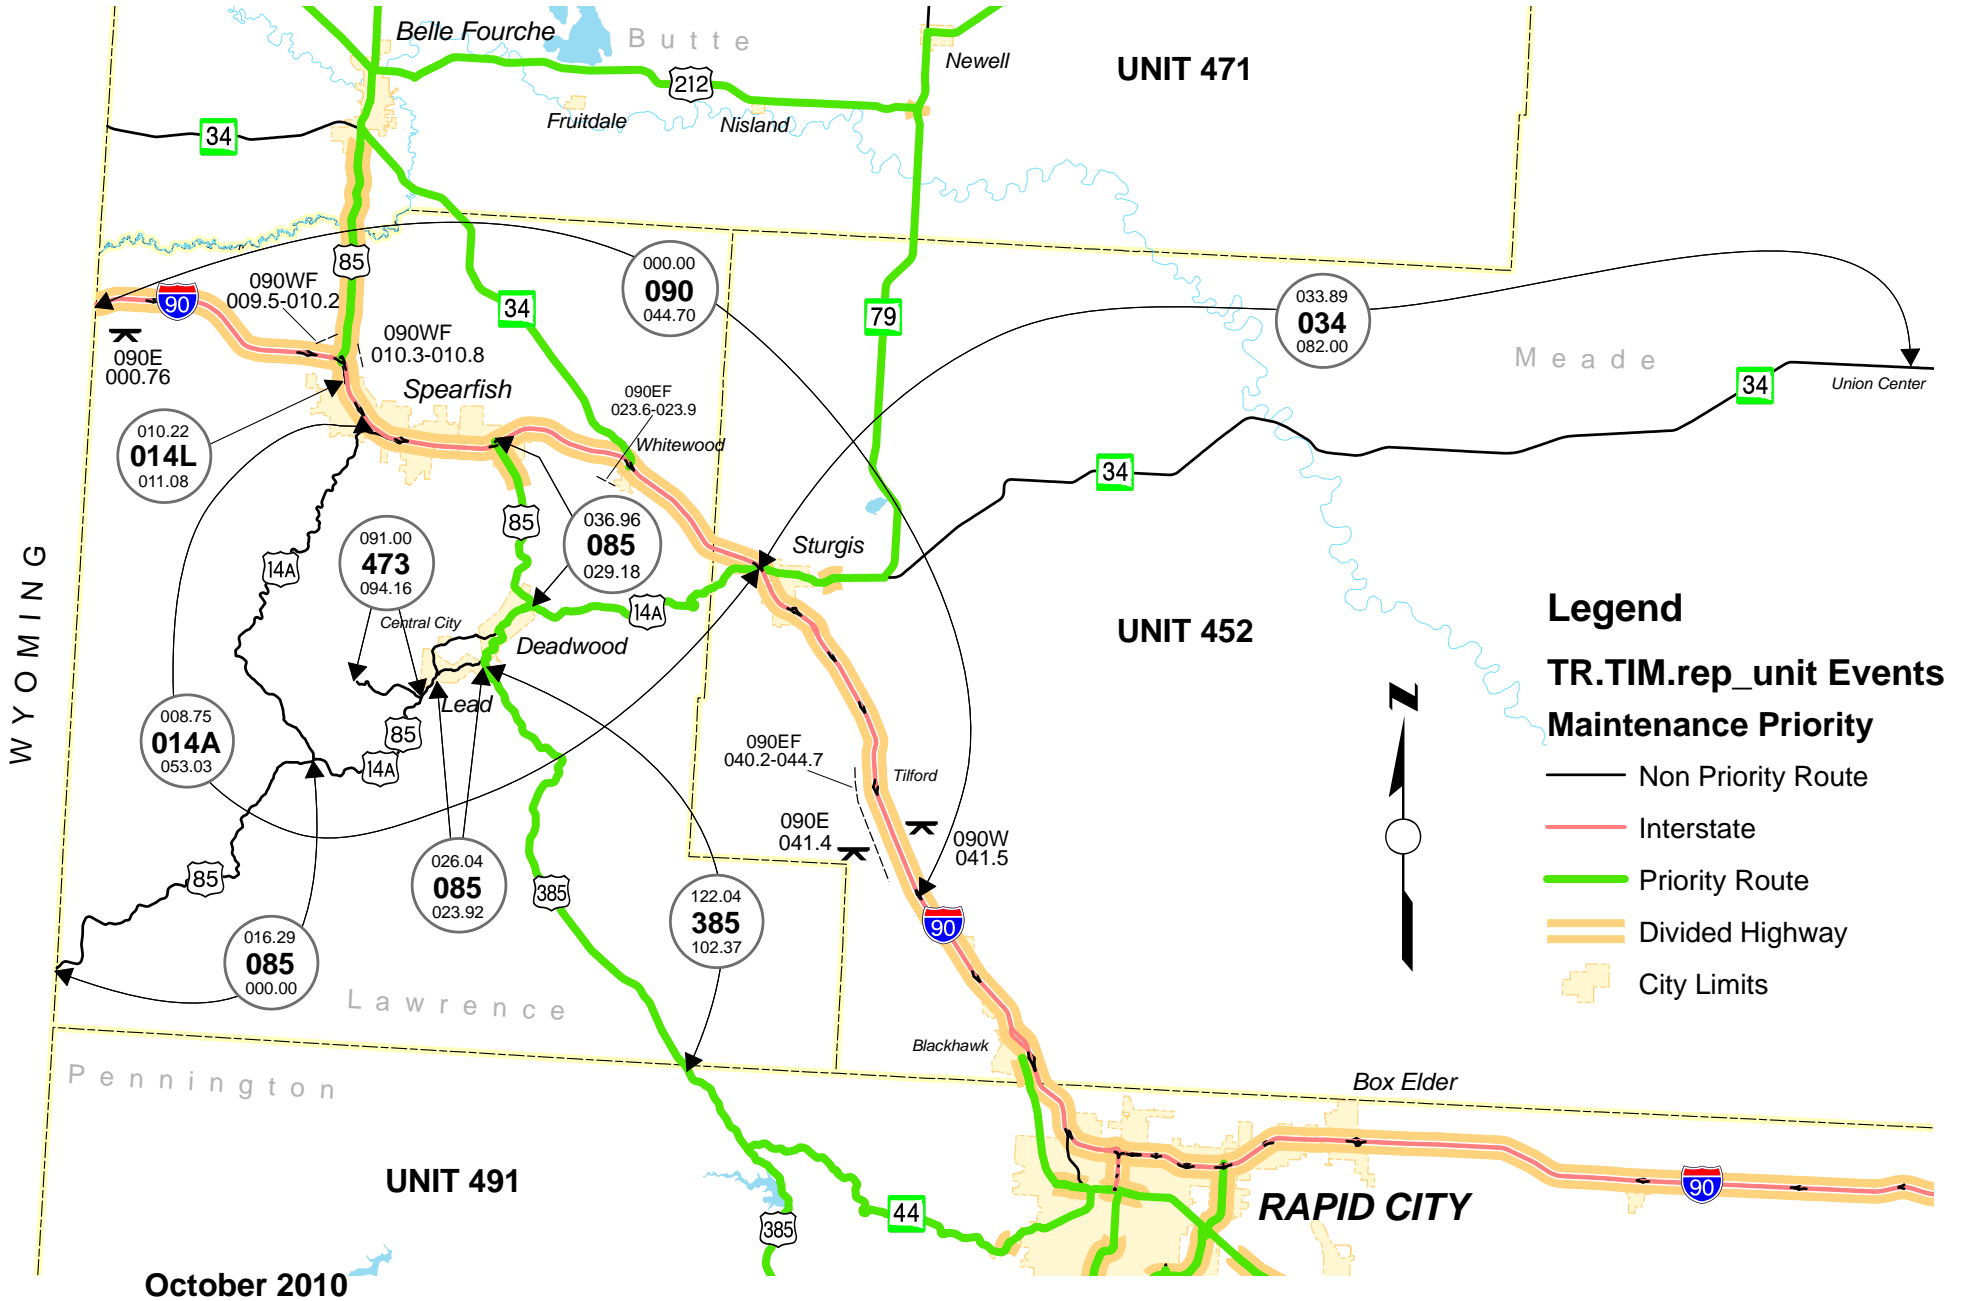 Belle Fourche
Butte
Newell
UNIT 471
212
Fruitdale
Nisland
34
85
090WF
009.5-010.2
90
000.00
090
044.70
34
79
033.89
034
082.00
Meade
090E
000.76
090WF
010.3-010.8
Spearfish
090EF
023.6-023.9
Whitewood
34
Union Center
010.22
014L
011.08
34
036.96
085
029.18
85
Sturgis
091.00
473
094.16
14A
WYOMING
Central City
14A
Deadwood
UNIT 452
Lead
85
14A
008.75
014A
053.03
090EF
040.2-044.7
Tilford
090E
041.4
090W
041.5
85
026.04
085
023.92
385
122.04
385
102.37
90
016.29
085
000.00
Lawrence
Blackhawk
Pennington
Box Elder
UNIT 491
385
44
RAPID CITY
90
October 2010
Legend
TR.TIM.rep_unit Events
Maintenance Priority
Non Priority Route
Interstate
Priority Route
Divided Highway
City Limits
Z